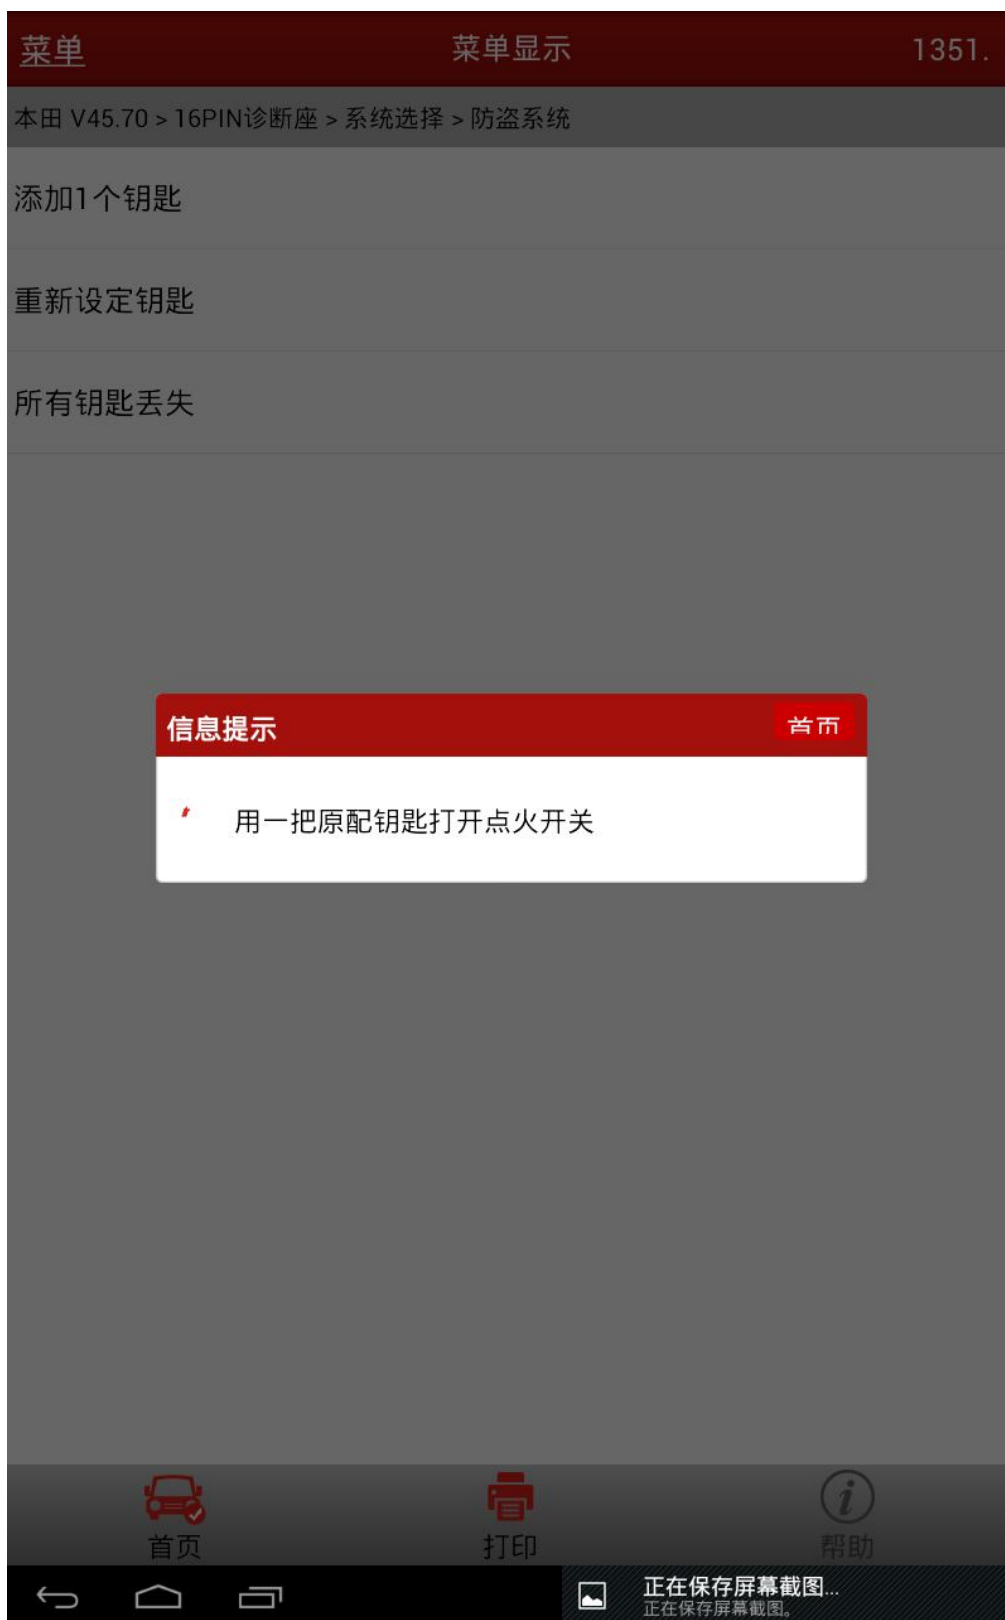 菜单 菜单显示 1351.
本田 V45.70 > 16PIN诊断座 > 系统选择 > 防盗系统
添加1个钥匙
重新设定钥匙
所有钥匙丢失
信息提示 首页
用一把原配钥匙打开点火开关
首页 打印 帮助
正在保存屏幕截图...
正在保存屏幕截图。